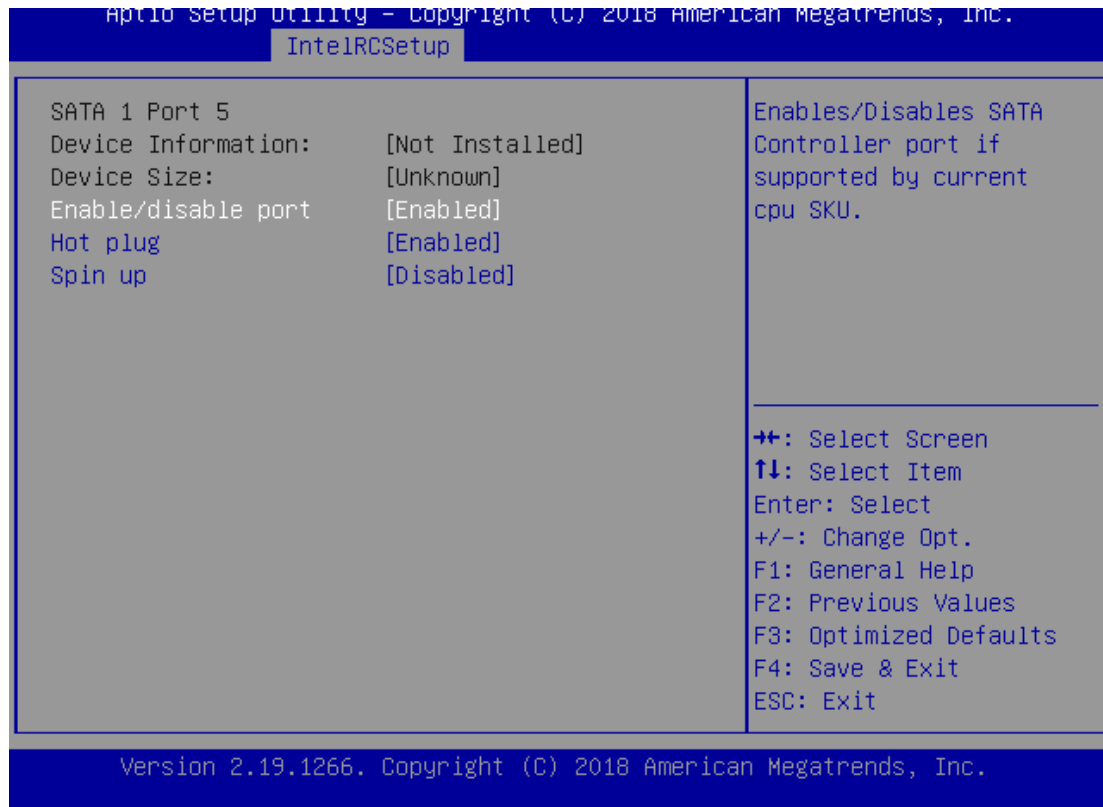 Aptio Setup Utility – Copyright (C) 2018 American Megatrends, Inc.
IntelRCSetup
SATA 1 Port 5
Device Information: [Not Installed]
Device Size: [Unknown]
Enable/disable port [Enabled]
Hot plug [Enabled]
Spin up [Disabled]
Enables/Disables SATA
Controller port if
supported by current
cpu SKU.
→←: Select Screen
↑↓: Select Item
Enter: Select
+/-: Change Opt.
F1: General Help
F2: Previous Values
F3: Optimized Defaults
F4: Save & Exit
ESC: Exit
Version 2.19.1266. Copyright (C) 2018 American Megatrends, Inc.